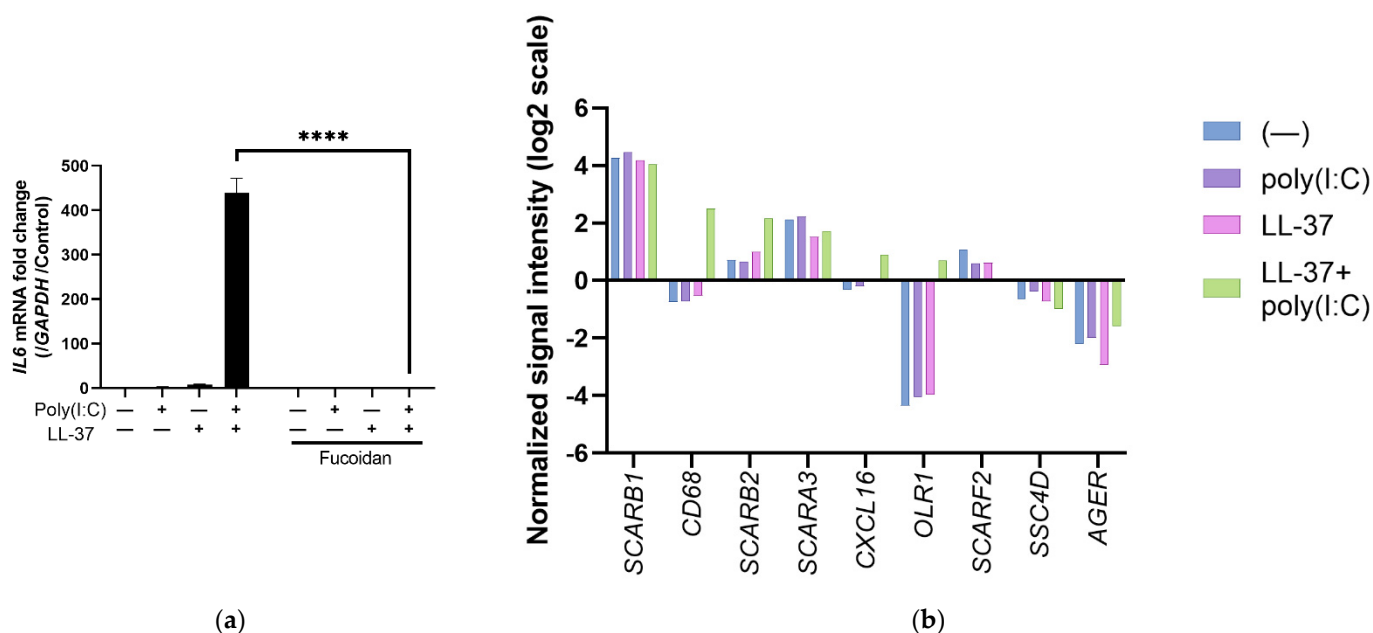 ****
IL6 mRNA fold change
(/GAPDH /Control)
500
400
300
200
100
0
Poly(I:C) — + — + — + — +
LL-37 — — + + — — + +
Fucoidan
(a)
Normalized signal intensity (log2 scale)
6
4
2
0
-2
-4
-6
SCARB1
CD68
SCARB2
SCARA3
CXCL16
OLR1
SCARF2
SSC4D
AGER
(—)
poly(I:C)
LL-37
LL-37+
poly(I:C)
(b)